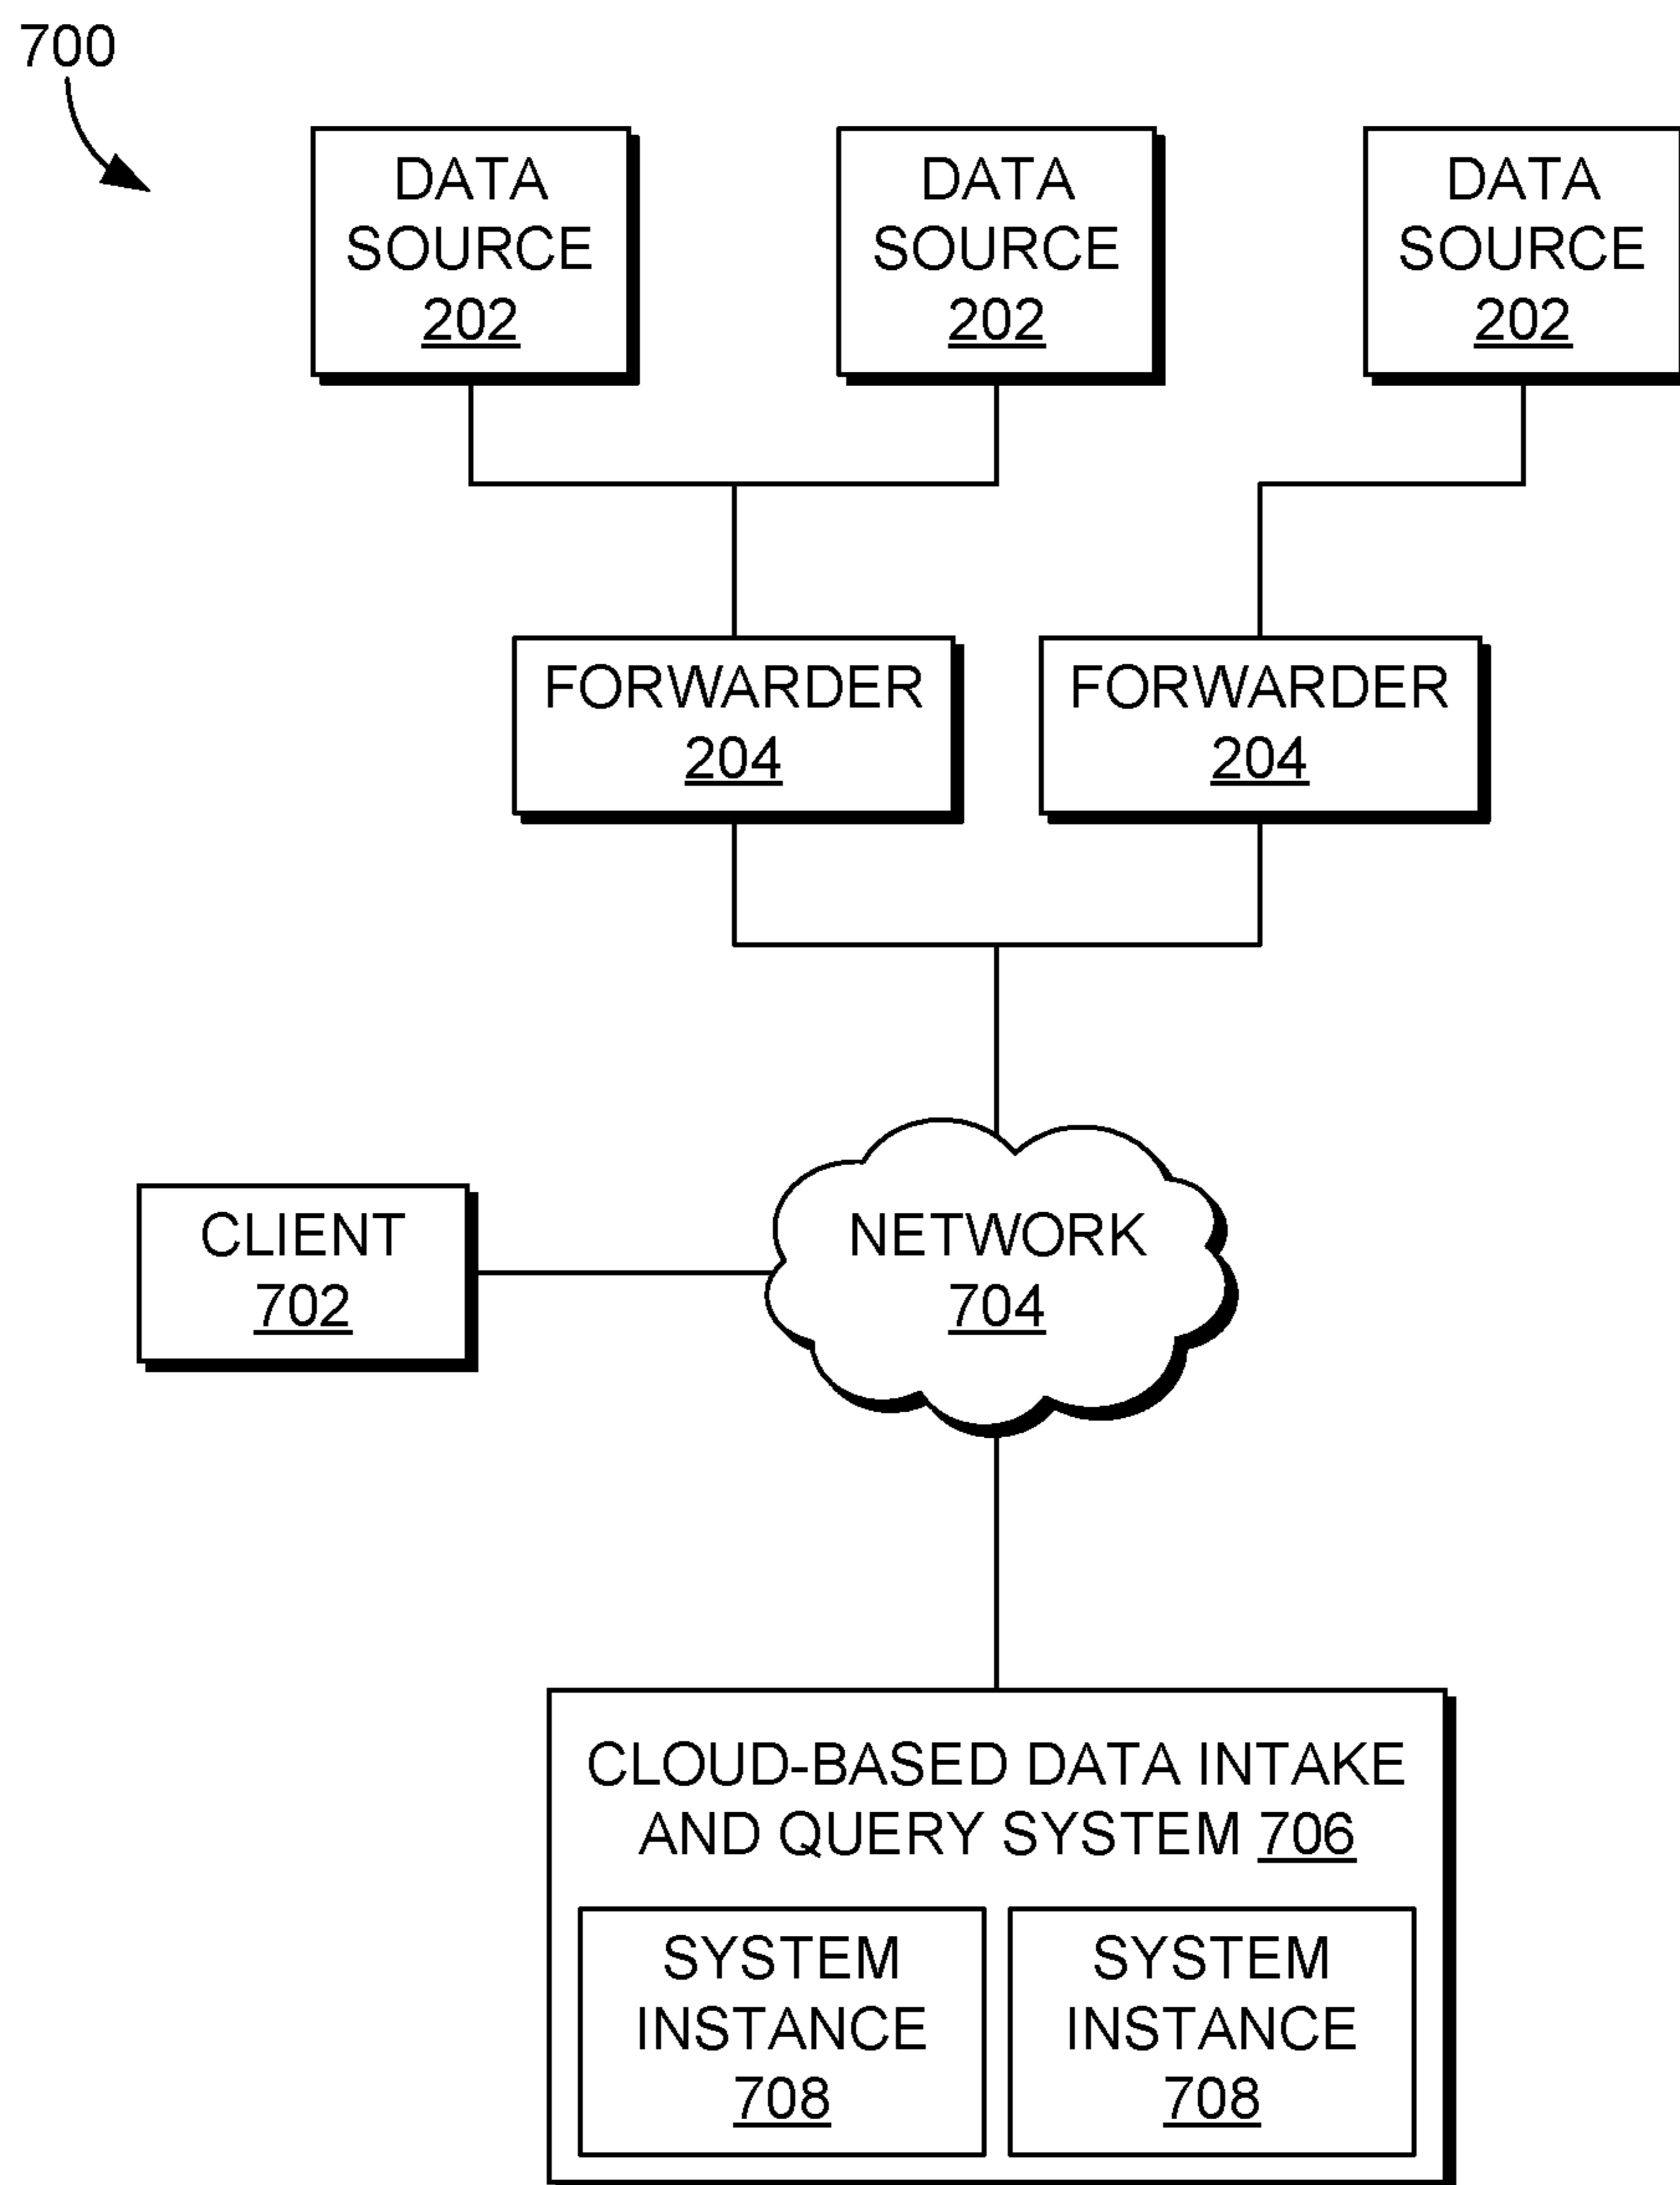 700
DATA
SOURCE
202
DATA
SOURCE
202
DATA
SOURCE
202
FORWARDER
204
FORWARDER
204
CLIENT
702
NETWORK
704
CLOUD-BASED DATA INTAKE
AND QUERY SYSTEM 706
SYSTEM
INSTANCE
708
SYSTEM
INSTANCE
708